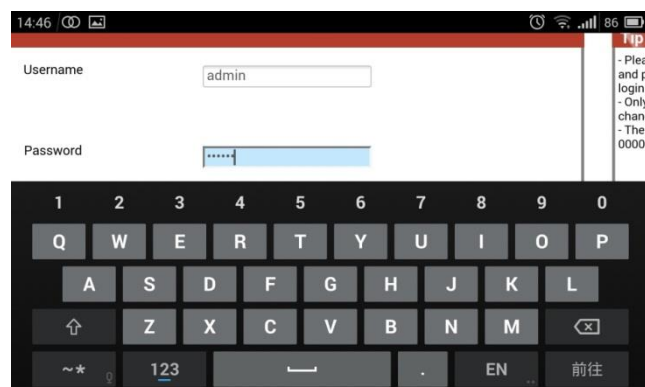 14:46 86
Tip
Username admin
- Plea
and p
login
- Only
chan
- The
0000
Password ••••••
1 2 3 4 5 6 7 8 9 0
Q W E R T Y U I O P
A S D F G H J K L
Z X C V B N M
~* 123 . EN 前往